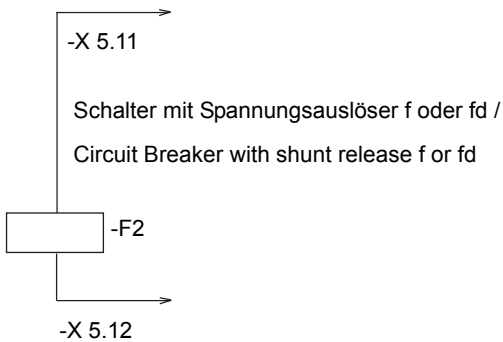 -X 5.11
Schalter mit Spannungsauslöser f oder fd /
Circuit Breaker with shunt release f or fd
-F2
-X 5.12